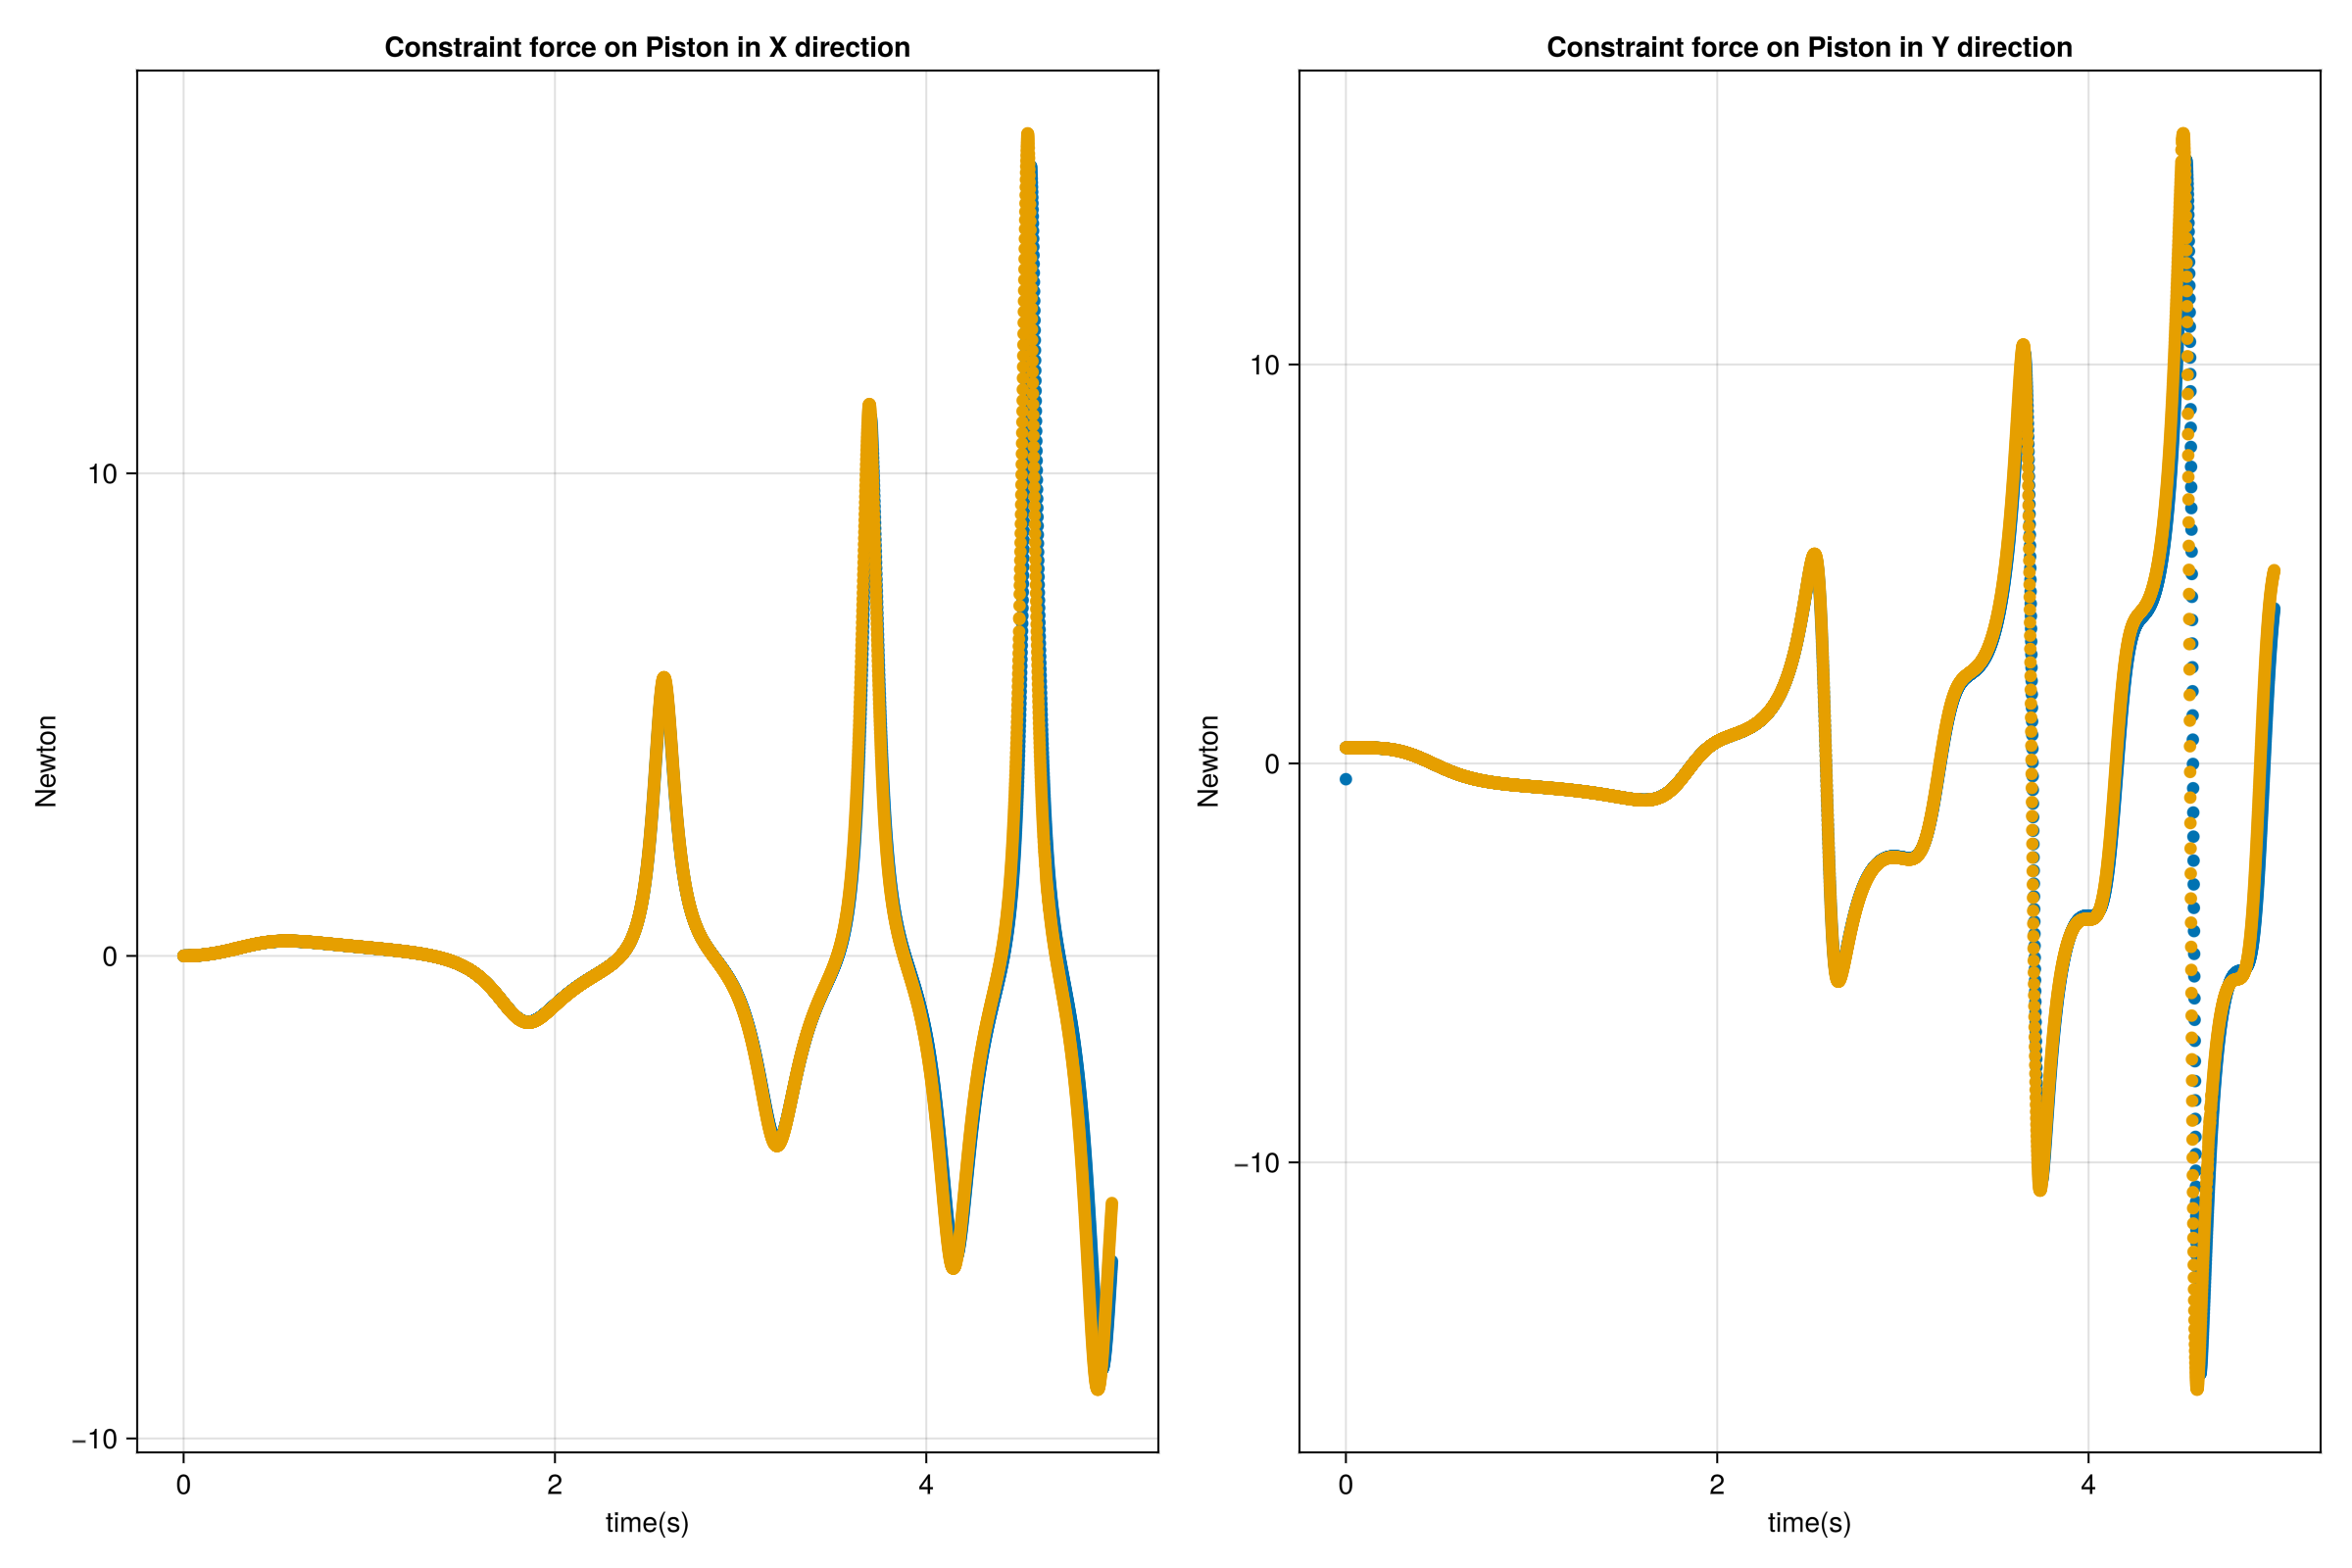 Constraint force on Piston in X direction
10
0
−10
Newton
0
2
4
time(s)
Constraint force on Piston in Y direction
10
0
−10
Newton
0
2
4
time(s)